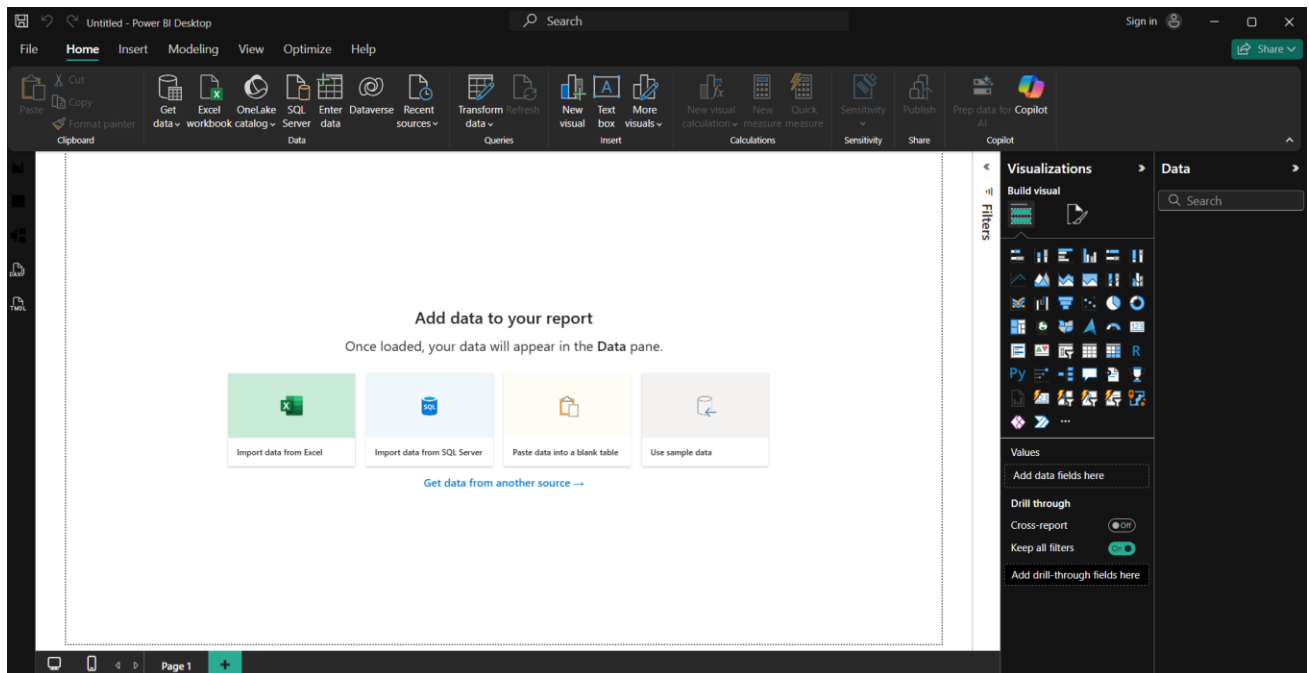 Untitled - Power BI Desktop
Search
Sign in
File Home Insert Modeling View Optimize Help
Share
Paste
Cut
Copy
Format painter
Clipboard
Get data
Excel workbook
OneLake catalog
SQL Server
Enter data
Dataverse
Recent sources
Data
Transform data
Refresh
Queries
New visual
Text box
More visuals
Insert
New visual calculation
New measure
Quick measure
Calculations
Sensitivity
Sensitivity
Publish
Share
Prep data for AI
Copilot
Copilot
TMDL
Add data to your report
Once loaded, your data will appear in the Data pane.
SQL
Import data from Excel
Import data from SQL Server
Paste data into a blank table
Use sample data
Get data from another source →
Filters
Visualizations
Build visual
123
R
Py
Values
Add data fields here
Drill through
Cross-report
Off
Keep all filters
On
Add drill-through fields here
Data
Search
Page 1